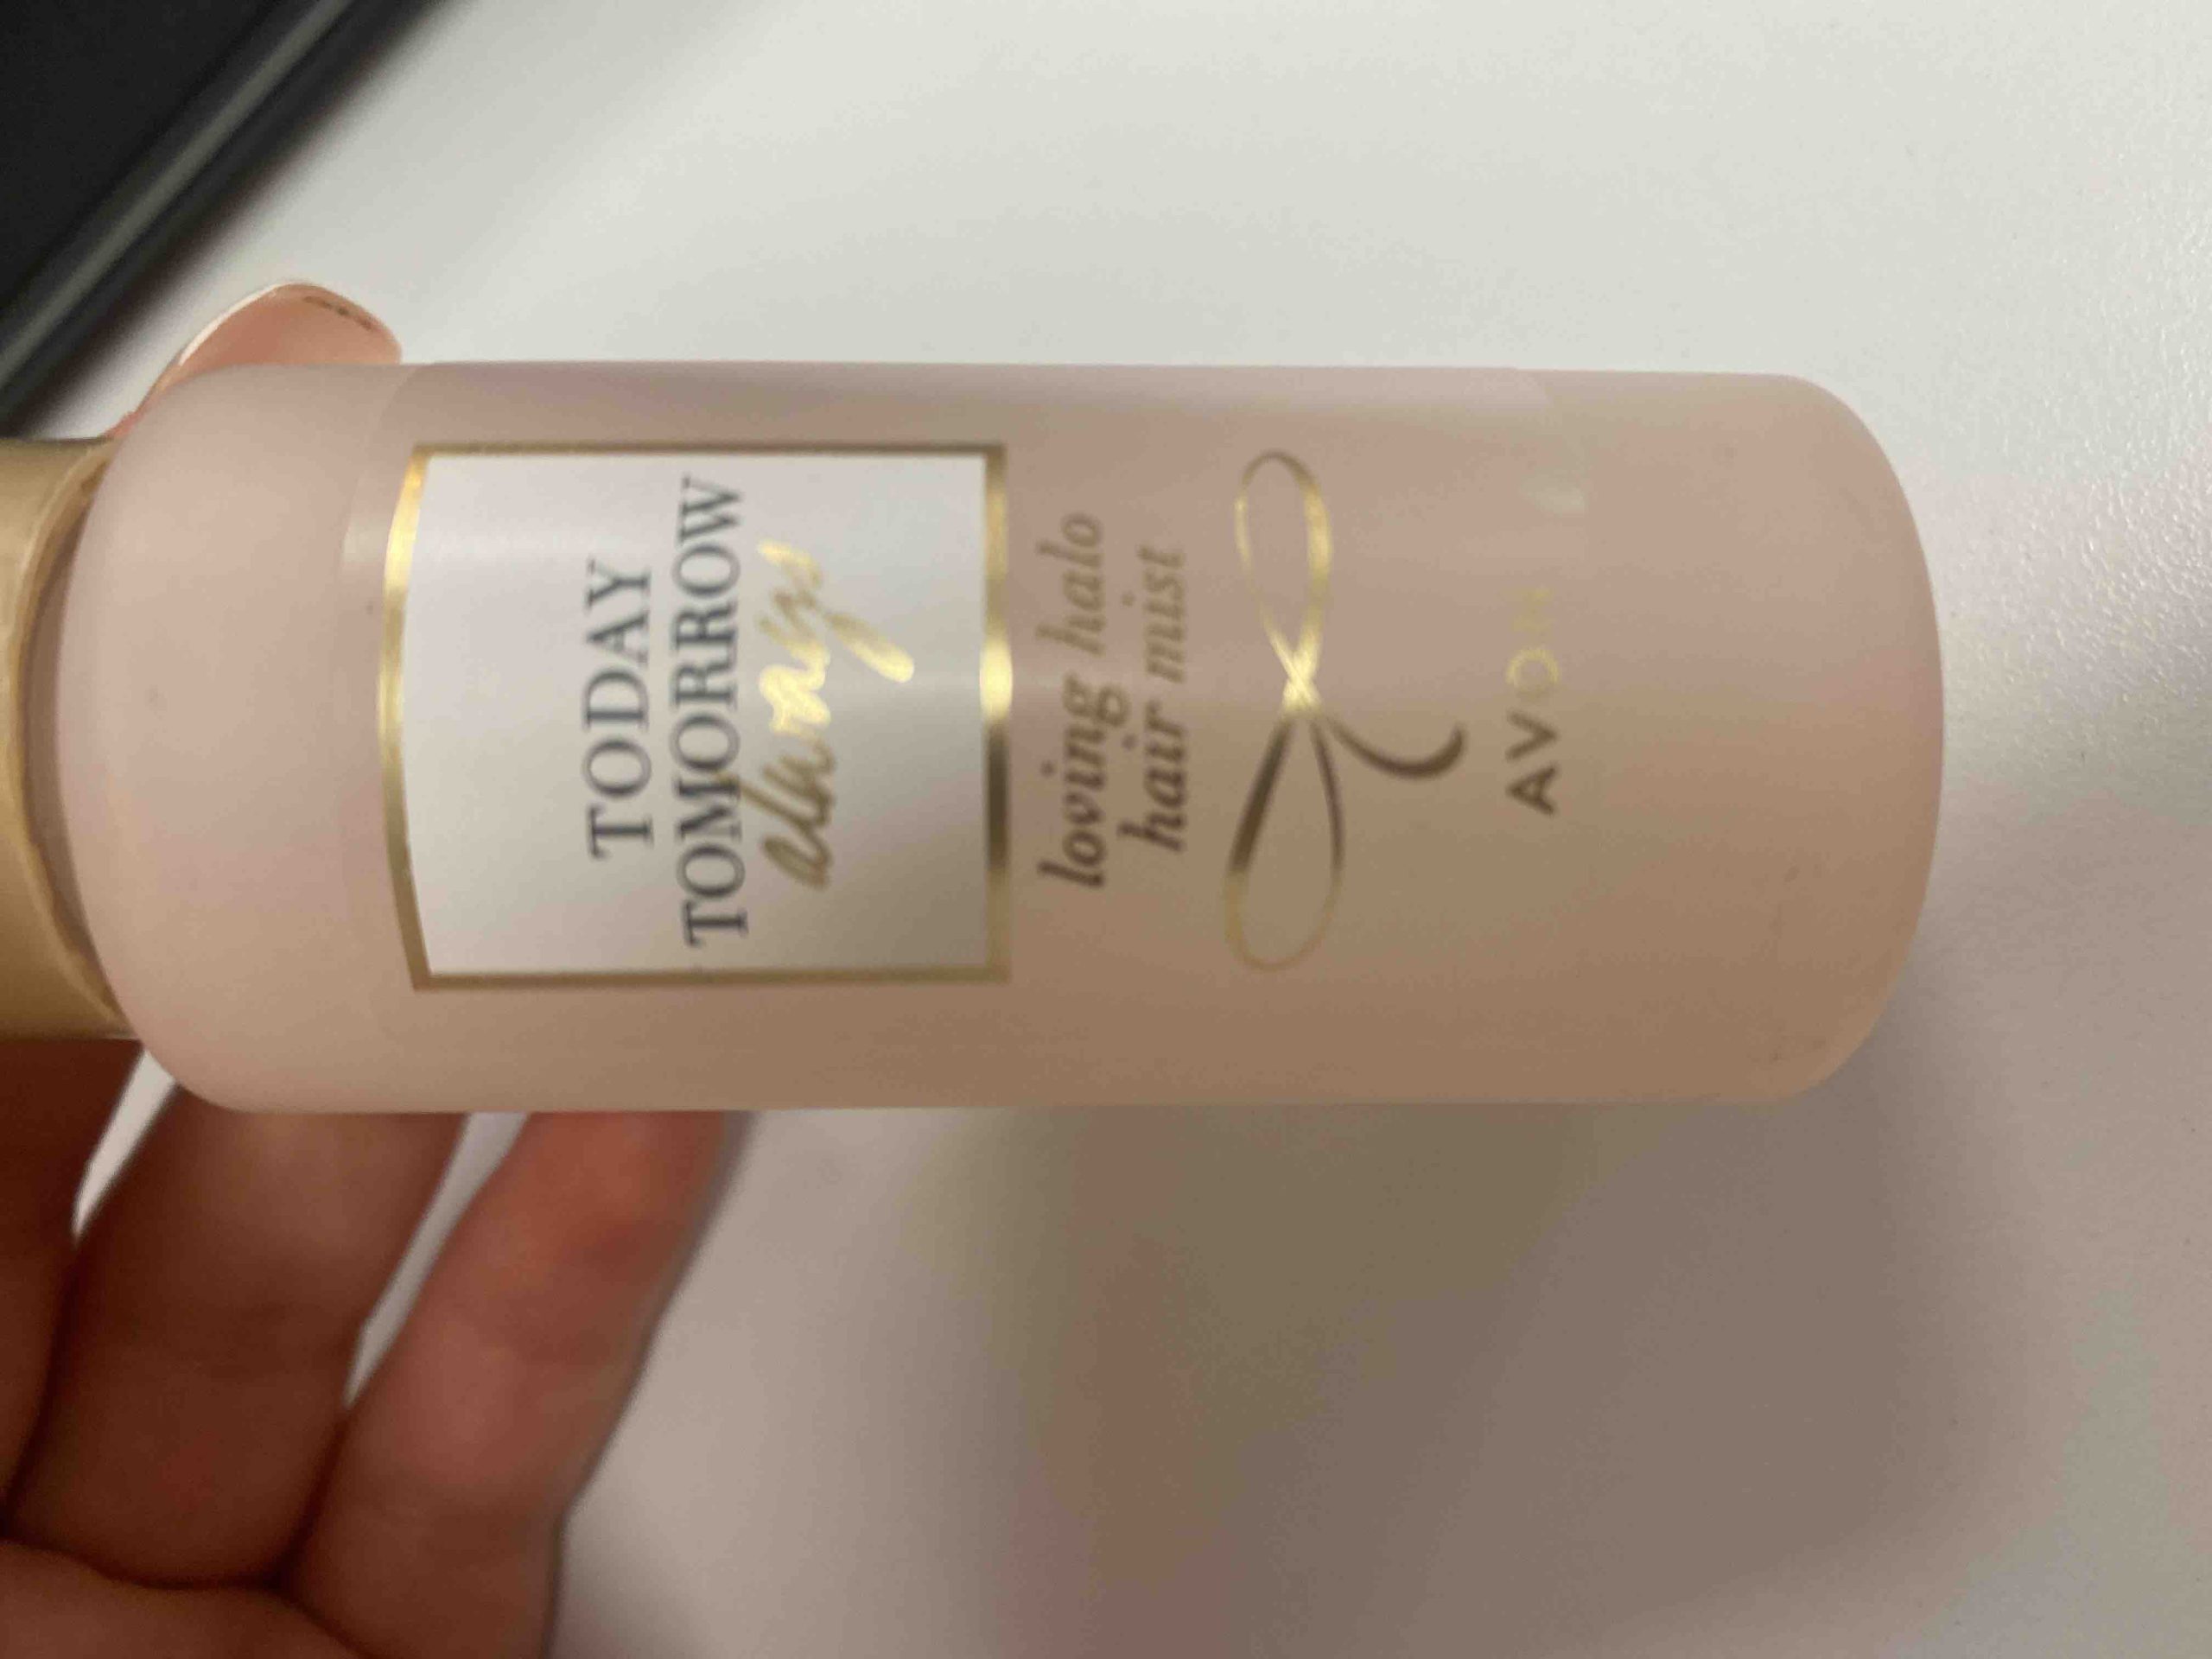 TODAY
TOMORROW
always
loving halo
hair mist
AVON